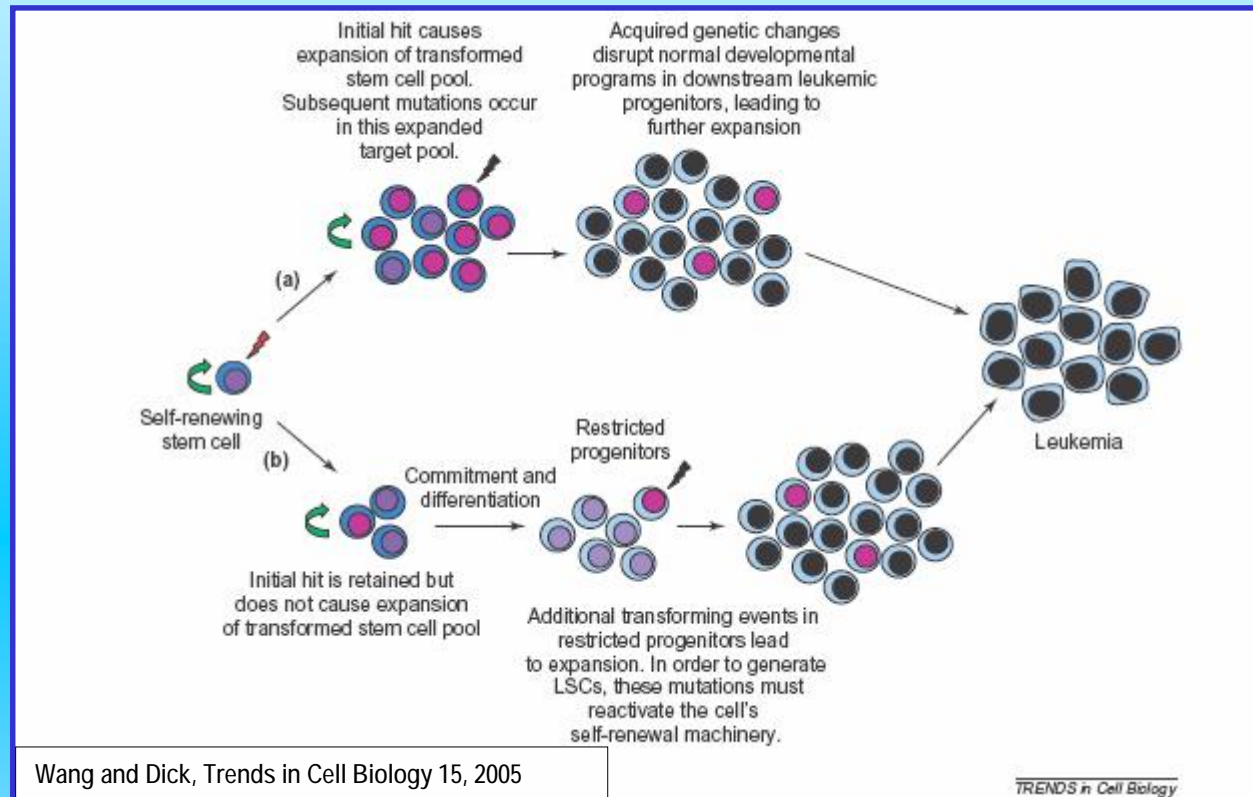 Initial hit causes
expansion of transformed
stem cell pool.
Subsequent mutations occur
in this expanded
target pool.
Acquired genetic changes
disrupt normal developmental
programs in downstream leukemic
progenitors, leading to
further expansion
(a)
Self-renewing
stem cell
(b)
Commitment and
differentiation
Restricted
progenitors
Leukemia
Initial hit is retained but
does not cause expansion
of transformed stem cell pool
Additional transforming events in
restricted progenitors lead
to expansion. In order to generate
LSCs, these mutations must
reactivate the cell's
self-renewal machinery.
Wang and Dick, Trends in Cell Biology 15, 2005
TRENDS in Cell Biology